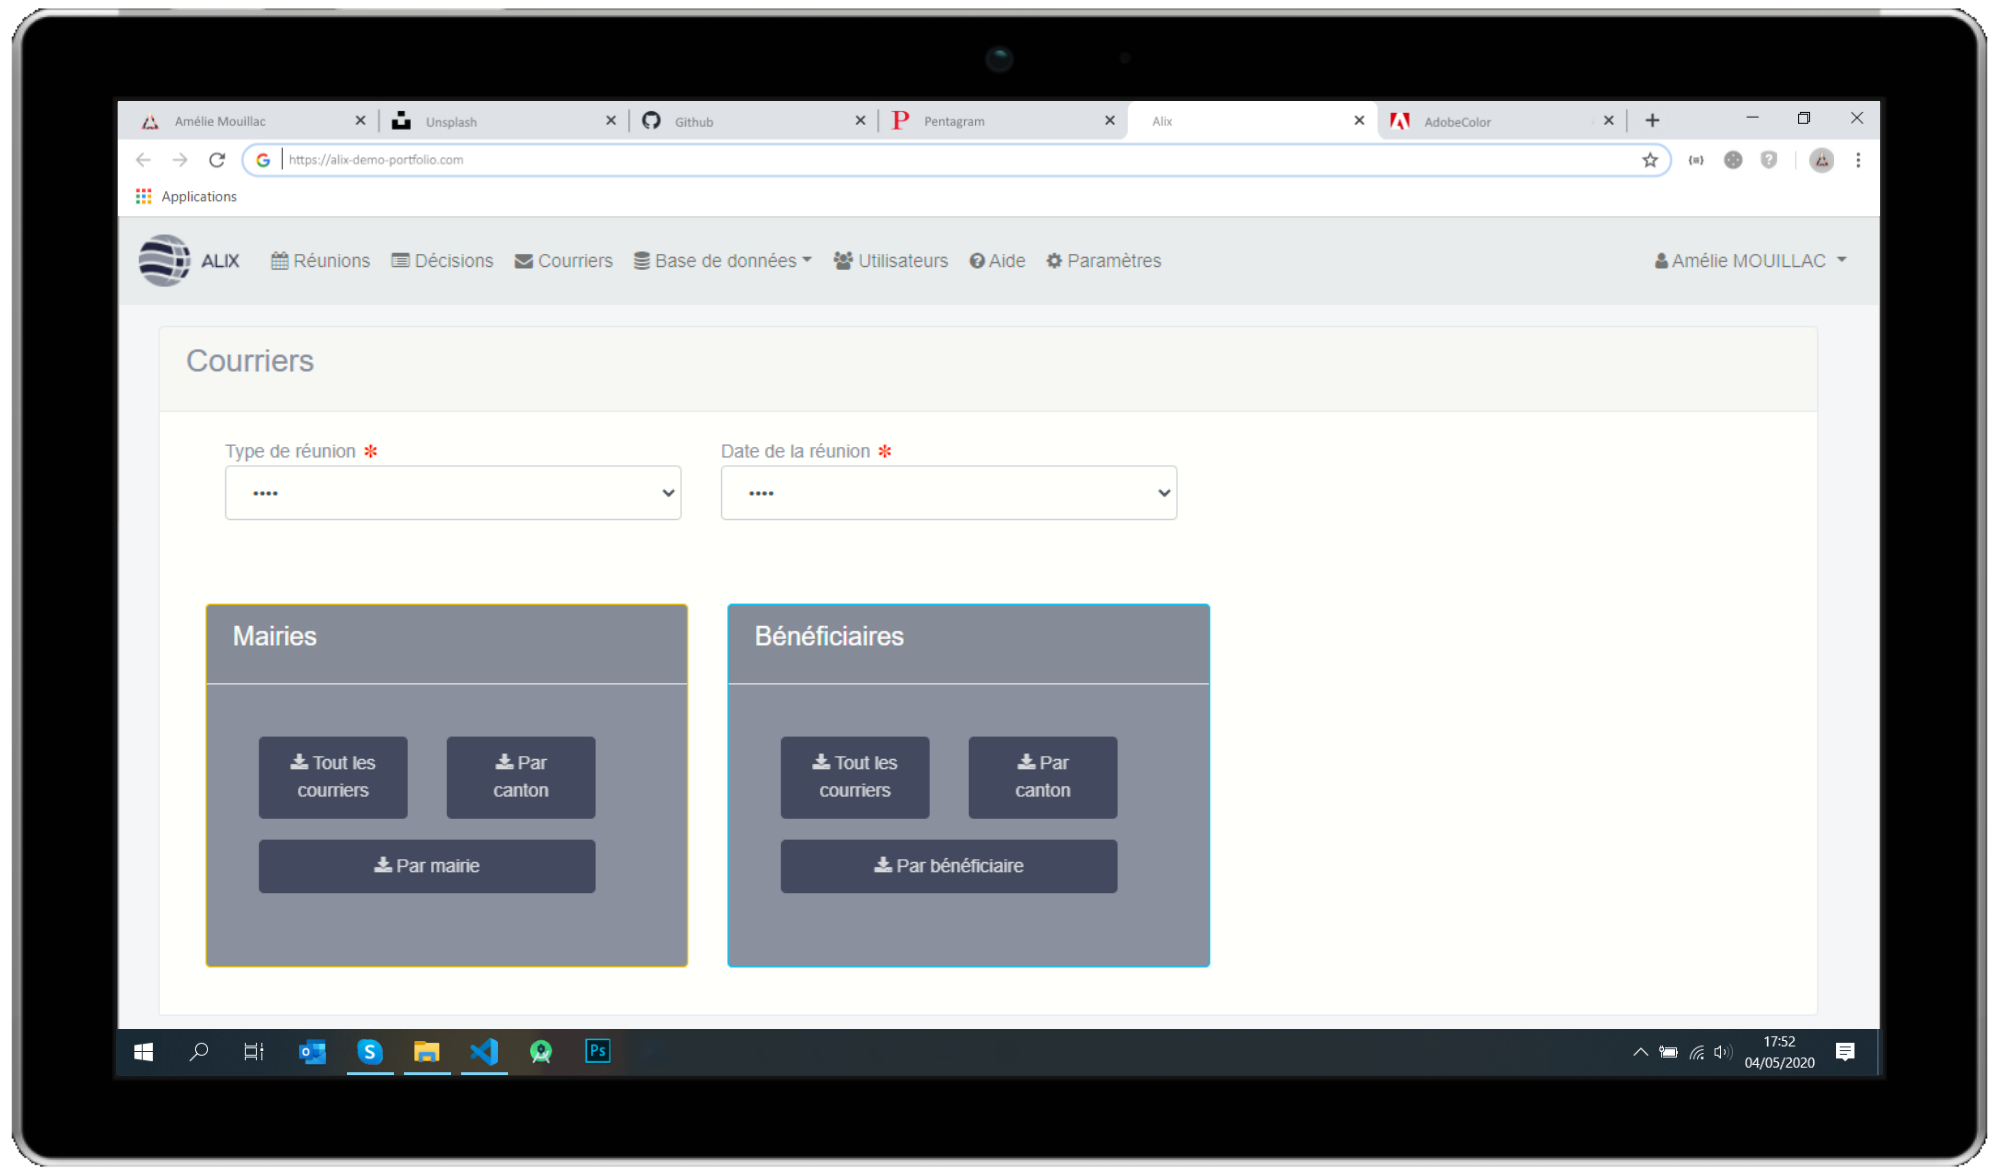 Amélie Mouillac
Unsplash
Github
P Pentagram
Alix
AdobeColor
G https://alix-demo-portfolio.com
Applications
ALIX Réunions Décisions Courriers Base de données Utilisateurs Aide Paramètres Amélie MOUILLAC
Courriers
Type de réunion *
Date de la réunion *
Mairies
Tout les
courriers
Par
canton
Par mairie
Bénéficiaires
Tout les
courriers
Par
canton
Par bénéficiaire
Ps
17:52
04/05/2020